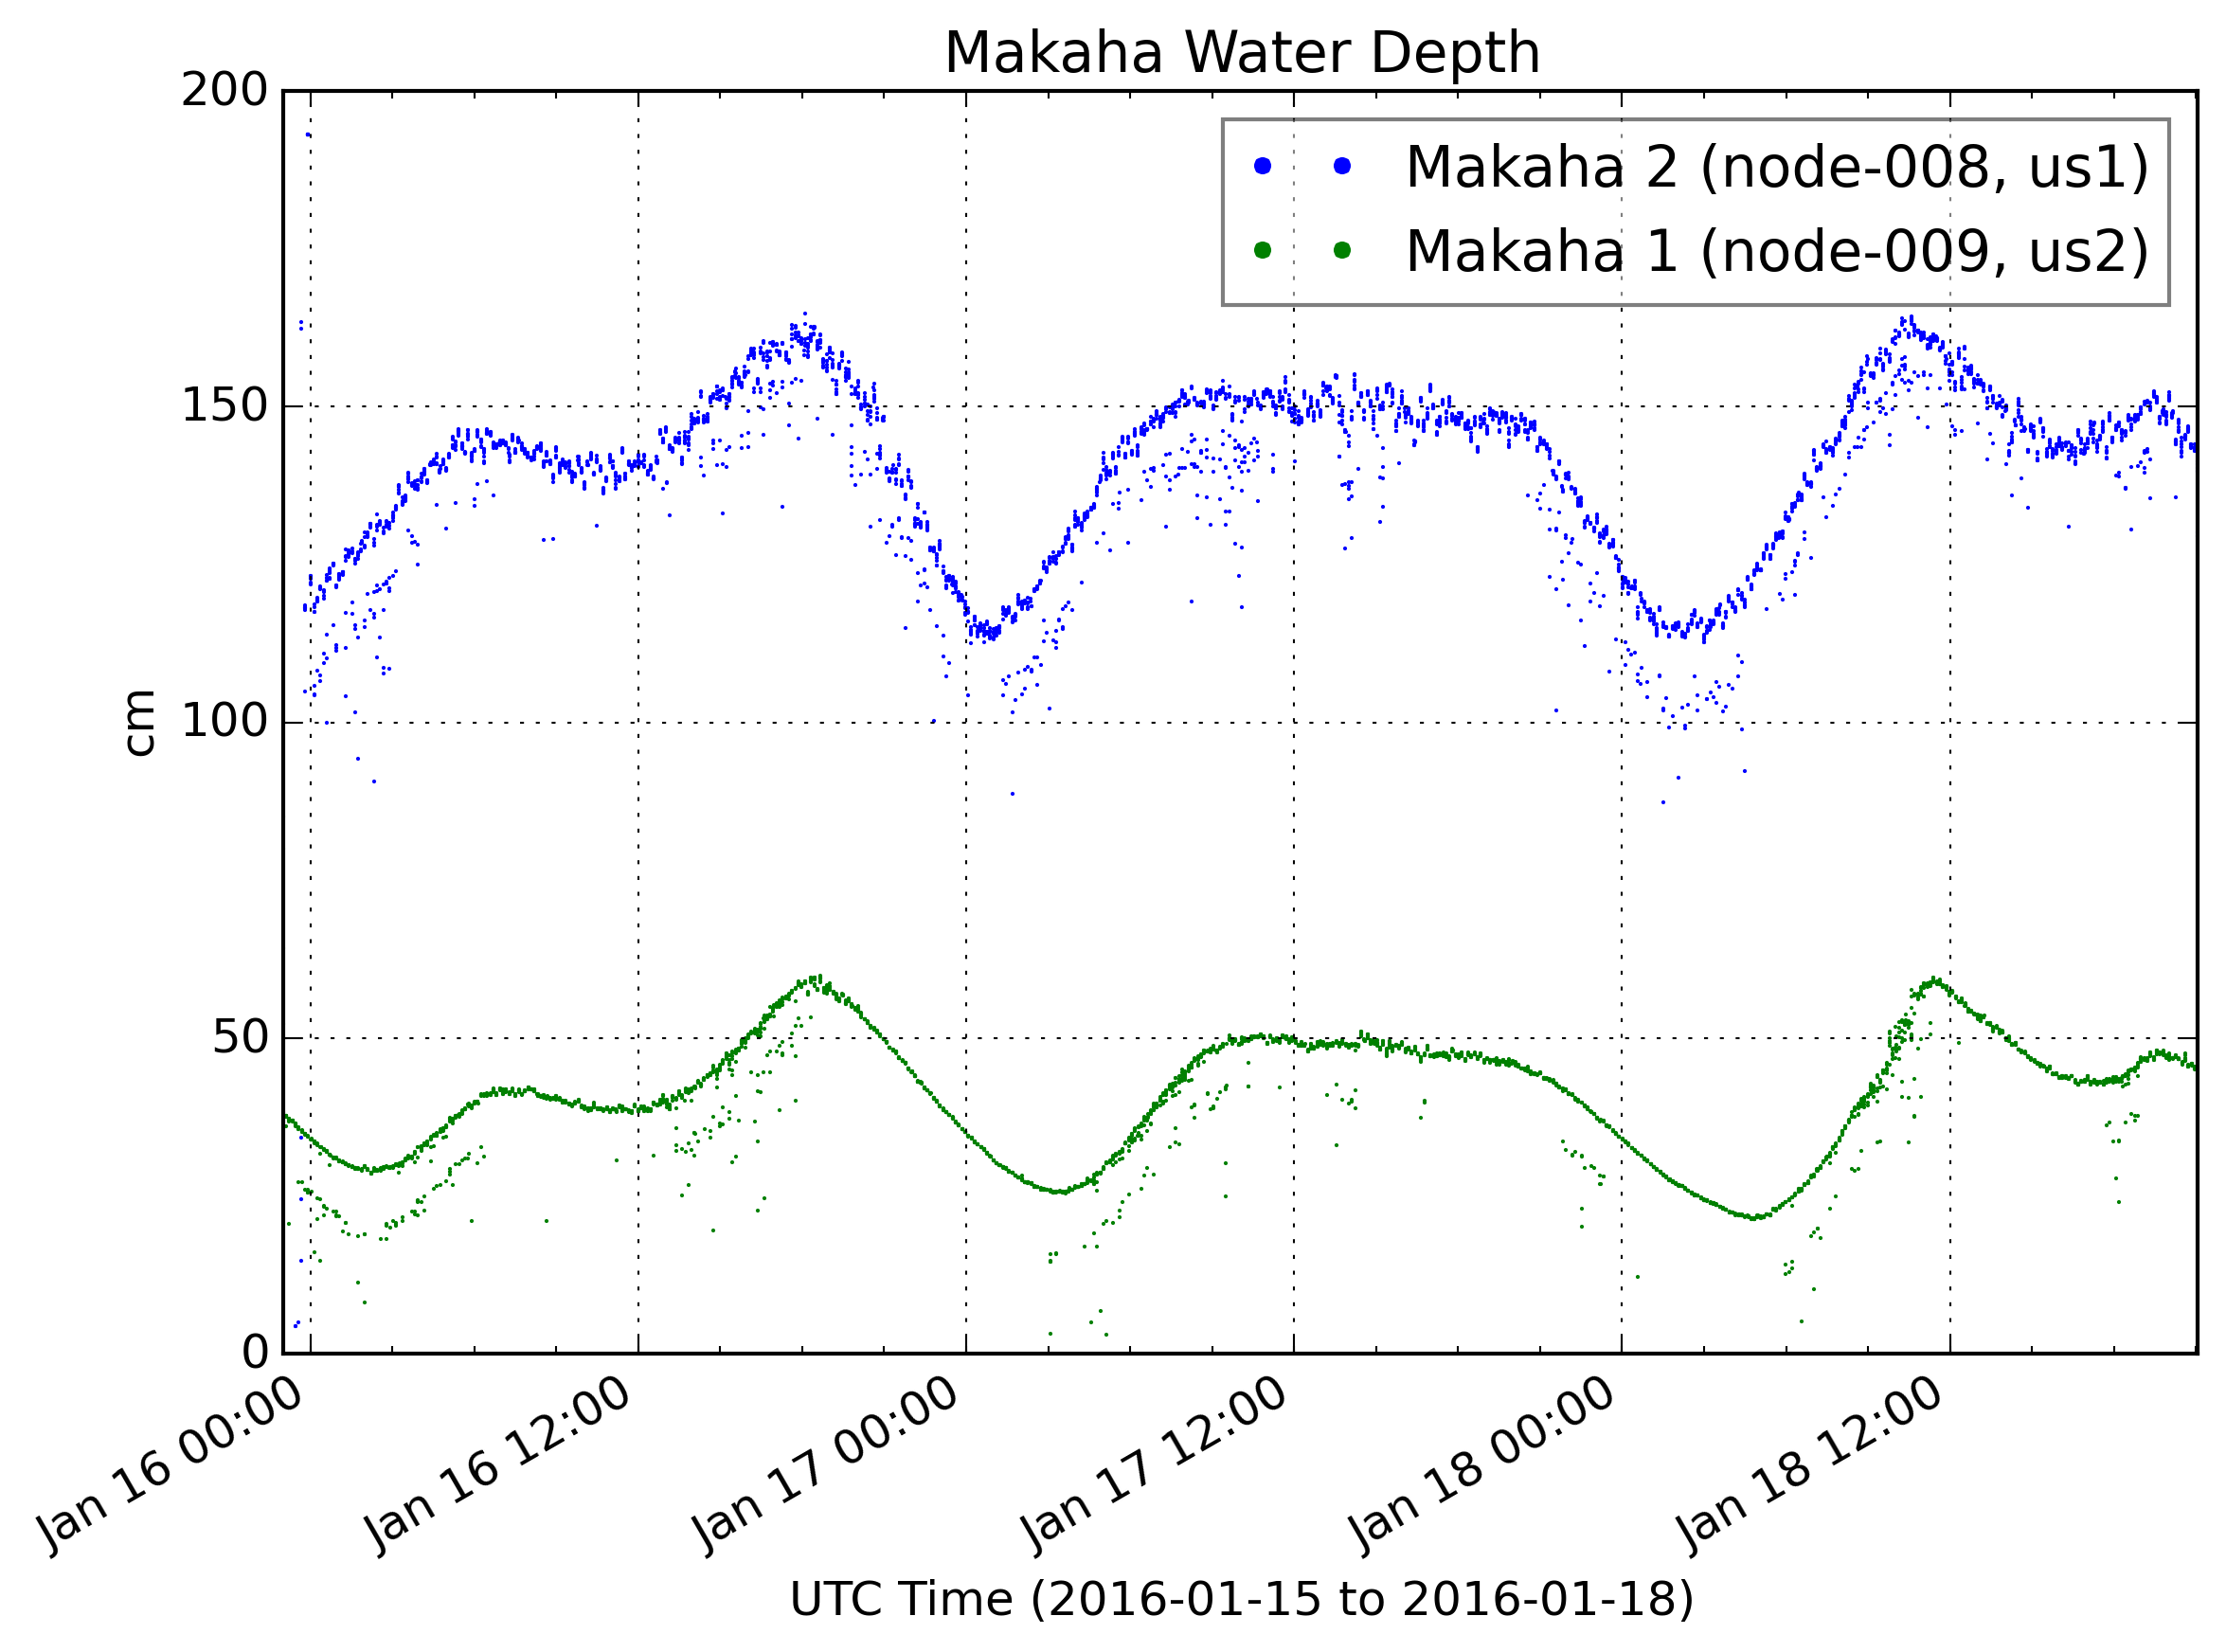 Makaha Water Depth
200
150
100
50
0
cm
Makaha 2 (node-008, us1)
Makaha 1 (node-009, us2)
Jan 16 00:00
Jan 16 12:00
Jan 17 00:00
Jan 17 12:00
Jan 18 00:00
Jan 18 12:00
UTC Time (2016-01-15 to 2016-01-18)